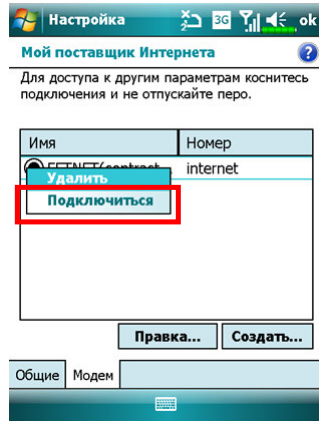 Настройка 3G ok
Мой поставщик Интернета ?
Для доступа к другим параметрам коснитесь
подключения и не отпускайте перо.
Имя Номер
internet
Удалить
Подключиться
Правка... Создать...
Общие Модем